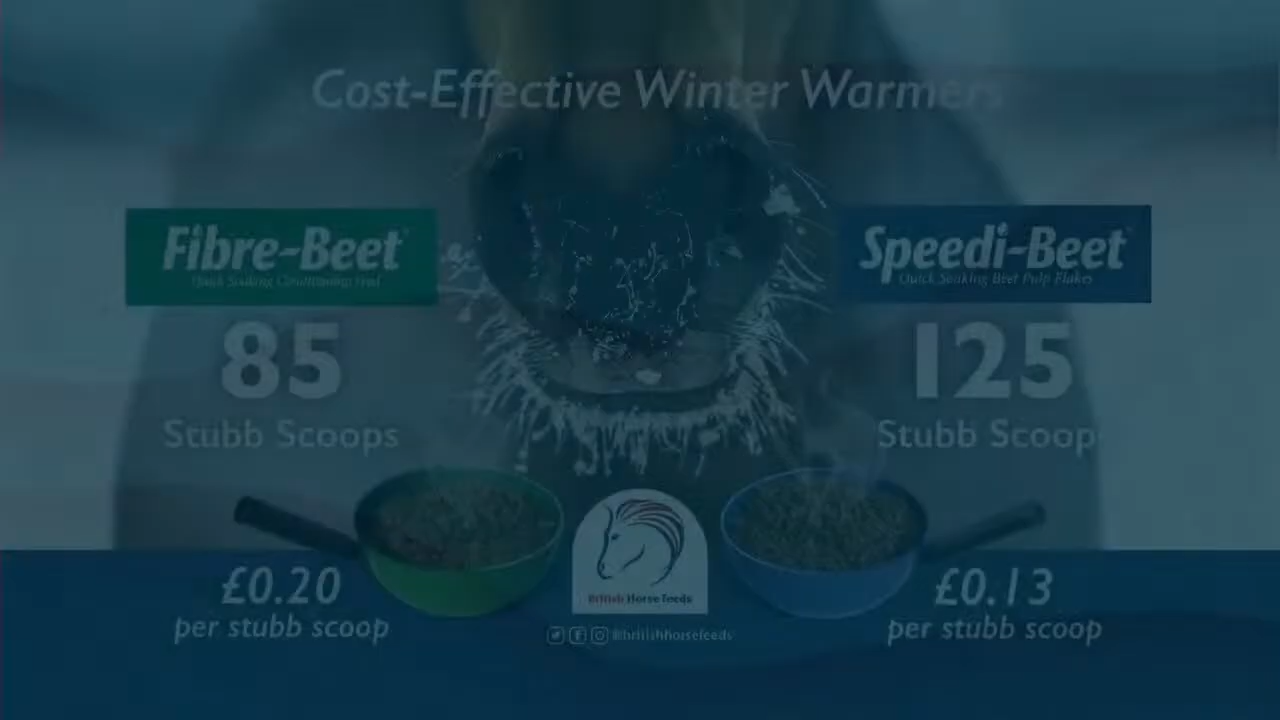 Cost-Effective Winter Warmers
Fibre-Beet
Quick Soaking Conditioning Feed
85
Stubb Scoops
£0.20
per stubb scoop
Speedi-Beet
Quick Soaking Beet Pulp Flakes
125
Stubb Scoop
£0.13
per stubb scoop
British Horse Feeds
@britishhorsefeeds